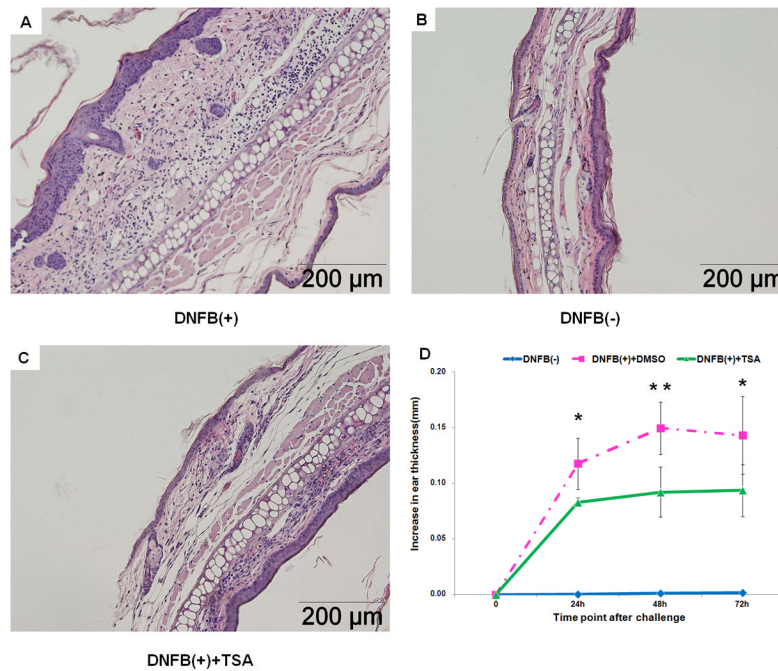 A
200 µm
DNFB(+)
B
200 µm
DNFB(-)
C
200 µm
DNFB(+)+TSA
D
DNFB(-) DNFB(+)+DMSO DNFB(+)+TSA
Increase in ear thickness(mm)
0.20
0.15
0.10
0.05
0.00
*
**
*
0 24h 48h 72h
Time point after challenge